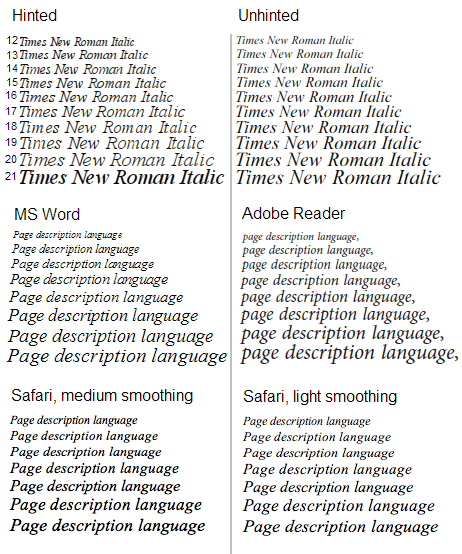 Hinted
12 Times New Roman Italic
13 Times New Roman Italic
14 Times New Roman Italic
15 Times New Roman Italic
16 Times New Roman Italic
17 Times New Roman Italic
18 Times New Roman Italic
19 Times New Roman Italic
20 Times New Roman Italic
21 Times New Roman Italic
Unhinted
Times New Roman Italic
Times New Roman Italic
Times New Roman Italic
Times New Roman Italic
Times New Roman Italic
Times New Roman Italic
Times New Roman Italic
Times New Roman Italic
Times New Roman Italic
Times New Roman Italic
MS Word
Page description language
Page description language
Page description language
Page description language
Page description language
Page description language
Page description language
Page description language
Adobe Reader
page description language,
page description language,
page description language,
page description language,
page description language,
page description language,
page description language,
page description language,
Safari, medium smoothing
Page description language
Page description language
Page description language
Page description language
Page description language
Page description language
Page description language
Safari, light smoothing
Page description language
Page description language
Page description language
Page description language
Page description language
Page description language
Page description language